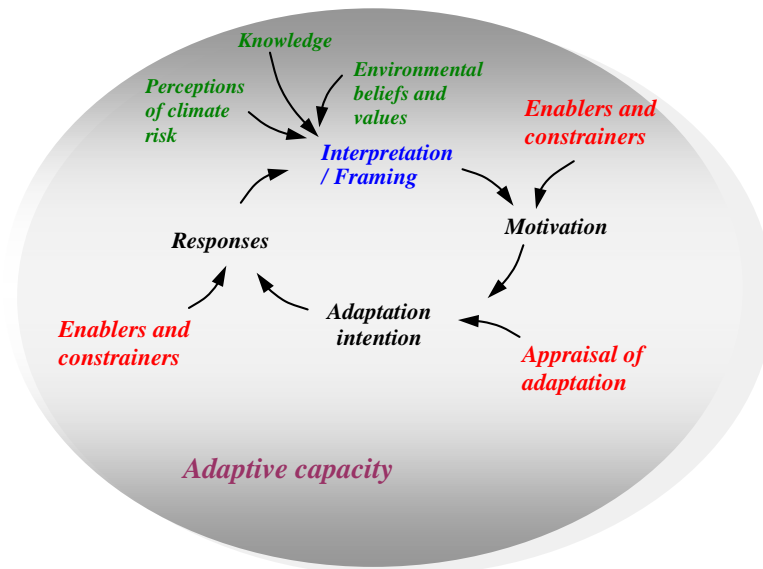 Knowledge
Perceptions
of climate
risk
Environmental
beliefs and
values
Enablers and
constrainers
Interpretation
/ Framing
Motivation
Responses
Adaptation
intention
Enablers and
constrainers
Appraisal of
adaptation
Adaptive capacity